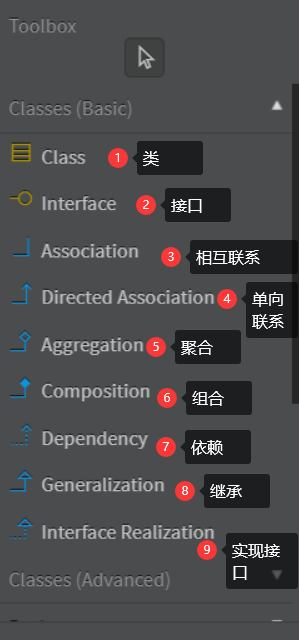 Toolbox
Classes (Basic)
Class 1 类
Interface 2 接口
Association 3 相互联系
Directed Association 4 单向
联系
Aggregation 5 聚合
Composition 6 组合
Dependency 7 依赖
Generalization 8 继承
Interface Realization 9 实现接
口
Classes (Advanced)